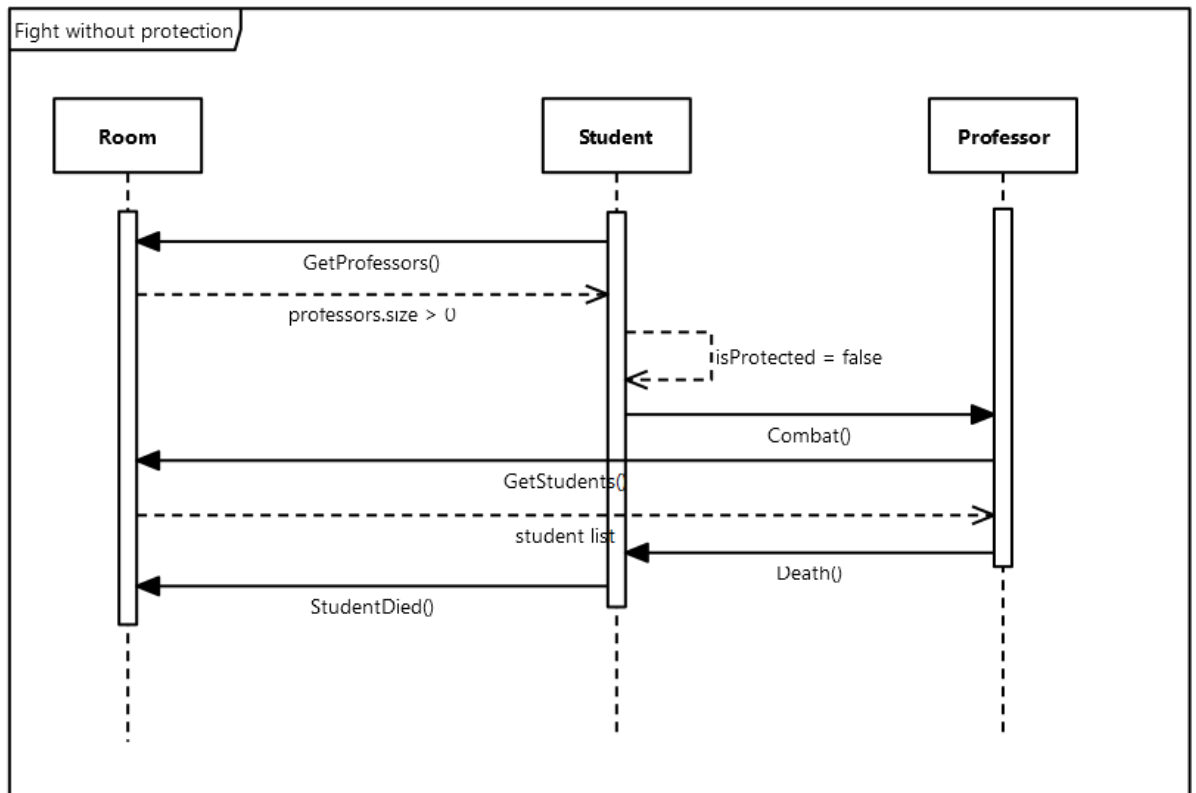 Fight without protection
Room
Student
Professor
GetProfessors()
professors.size > 0
isProtected = false
Combat()
GetStudents()
student list
Death()
StudentDied()